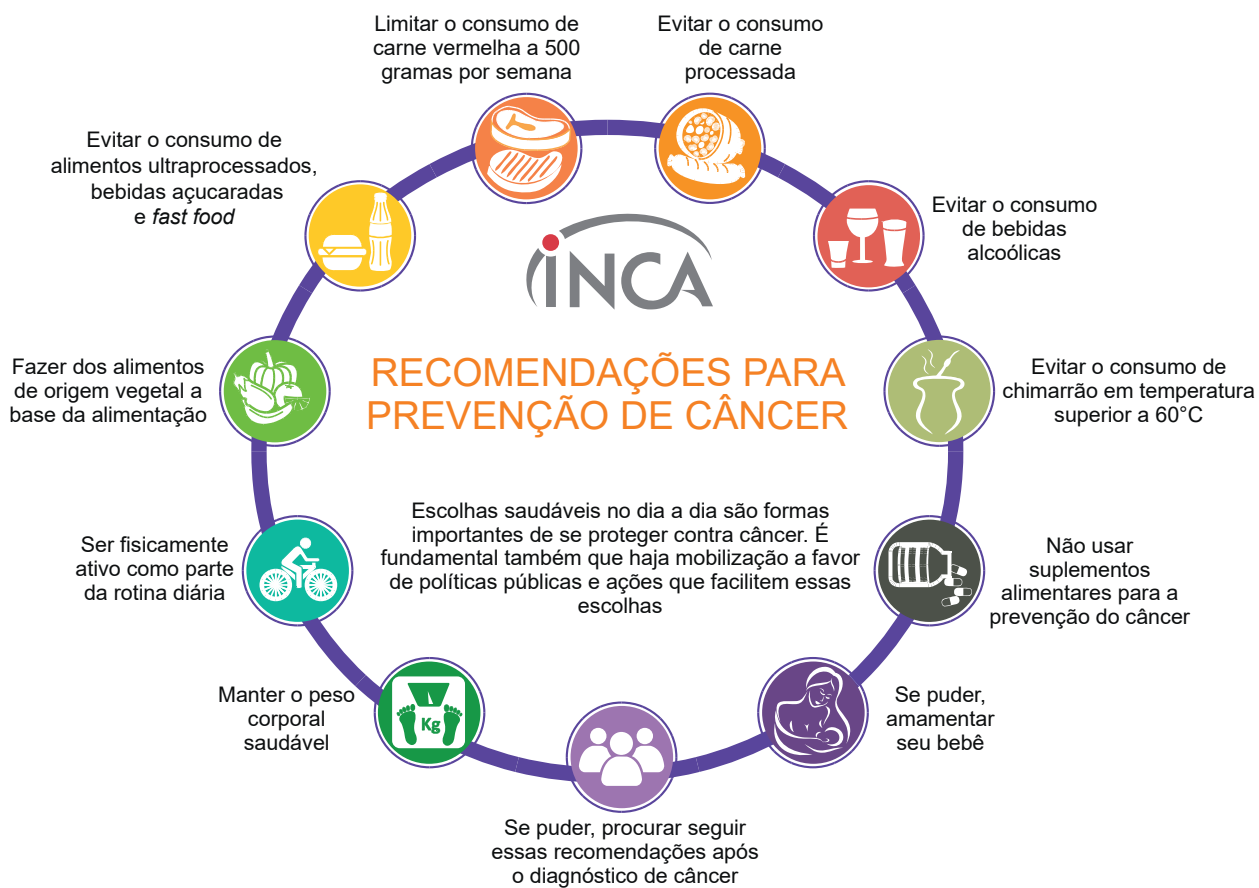 Limitar o consumo de
carne vermelha a 500
gramas por semana
Evitar o consumo
de carne
processada
Evitar o consumo de
alimentos ultraprocessados,
bebidas açucaradas
e fast food
Evitar o consumo
de bebidas
alcoólicas
INCA
Fazer dos alimentos
de origem vegetal a
base da alimentação
RECOMENDAÇÕES PARA
PREVENÇÃO DE CÂNCER
Evitar o consumo de
chimarrão em temperatura
superior a 60°C
Ser fisicamente
ativo como parte
da rotina diária
Escolhas saudáveis no dia a dia são formas
importantes de se proteger contra câncer. É
fundamental também que haja mobilização a favor
de políticas públicas e ações que facilitem essas
escolhas
Não usar
suplementos
alimentares para a
prevenção do câncer
Manter o peso
corporal
saudável
Kg
Se puder,
amamentar
seu bebê
Se puder, procurar seguir
essas recomendações após
o diagnóstico de câncer